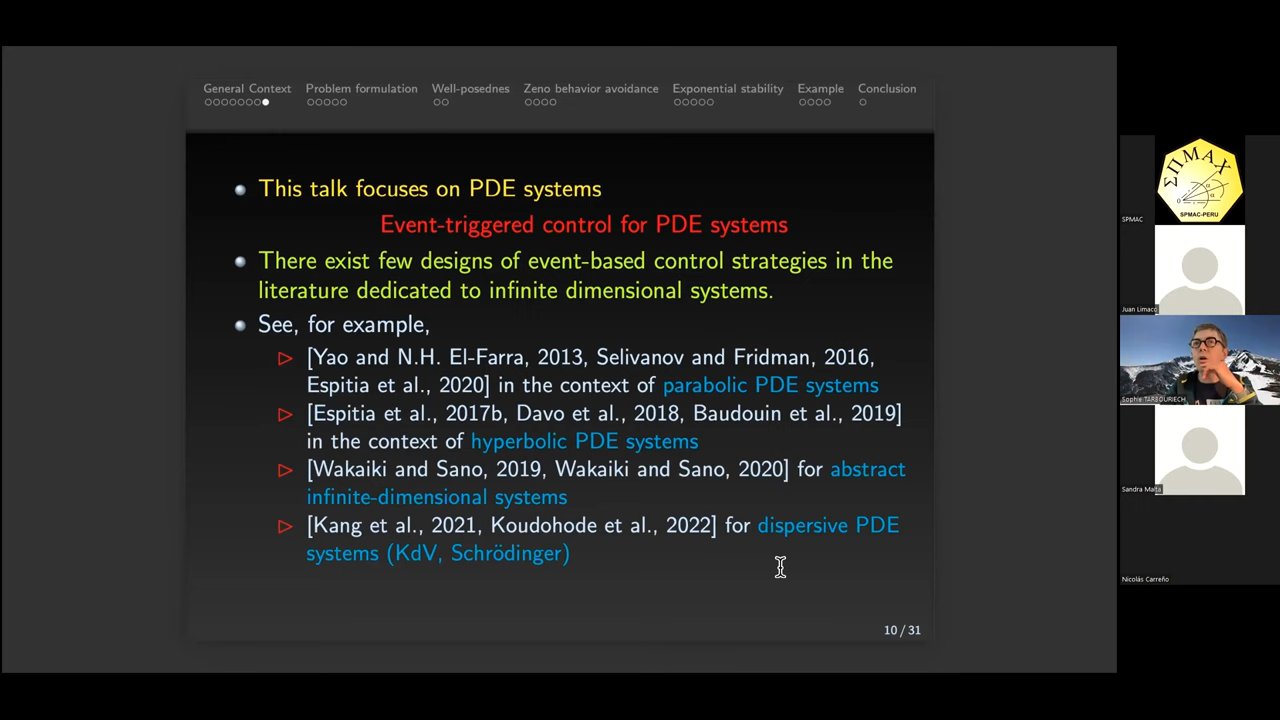 General Context Problem formulation Well-posednes Zeno behavior avoidance Exponential stability Example Conclusion
This talk focuses on PDE systems
Event-triggered control for PDE systems
There exist few designs of event-based control strategies in the
literature dedicated to infinite dimensional systems.
See, for example,
[Yao and N.H. El-Farra, 2013, Selivanov and Fridman, 2016,
Espitia et al., 2020] in the context of parabolic PDE systems
[Espitia et al., 2017b, Davo et al., 2018, Baudouin et al., 2019]
in the context of hyperbolic PDE systems
[Wakaiki and Sano, 2019, Wakaiki and Sano, 2020] for abstract
infinite-dimensional systems
[Kang et al., 2021, Koudohode et al., 2022] for dispersive PDE
systems (KdV, Schrödinger)
10 / 31
ΣΠΜΑΧ
SPMAC-PERU
SPMAC
Juan Limaco
Sophie TARBOURIECH
Sandra Malta
Nicolás Carreño